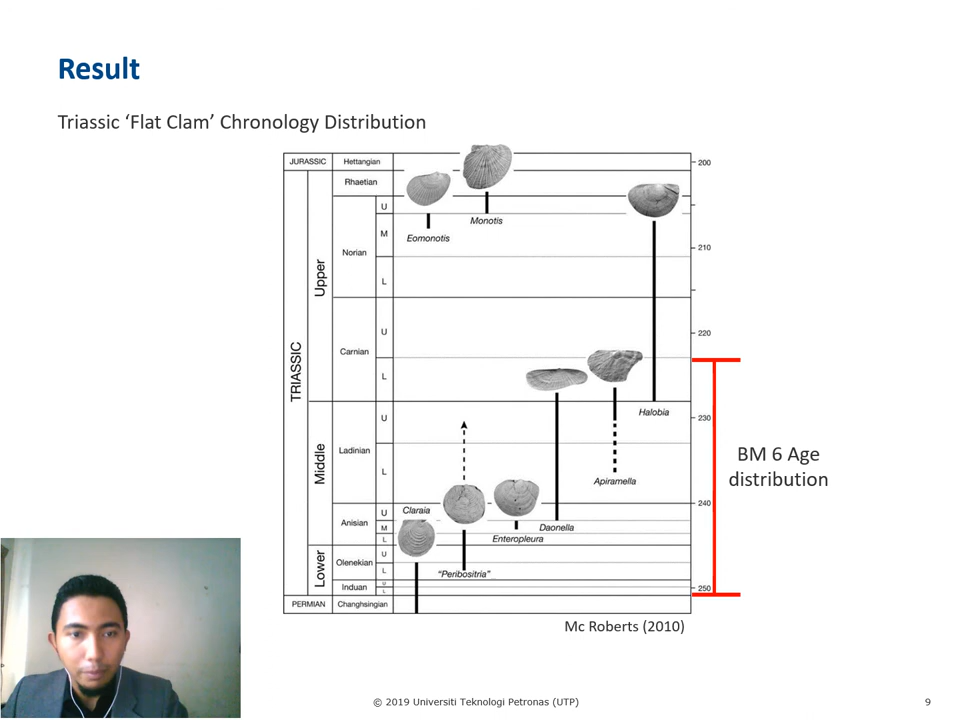 Result
Triassic ‘Flat Clam’ Chronology Distribution
JURASSIC Hettangian 200
Rhaetian
U
Monotis
M Eomonotis
Norian 210
Upper
L
U 220
Carnian
TRIASSIC
L
Halobia
U 230
Ladinian
Middle
BM 6 Age
distribution
L Apiramella
240
U Claraia
Anisian M Daonella
L Enteropleura
Lower
U
Olenekian
L “Peribositria”
Induan U 250
L
PERMIAN Changhsingian
Mc Roberts (2010)
© 2019 Universiti Teknologi Petronas (UTP) 9